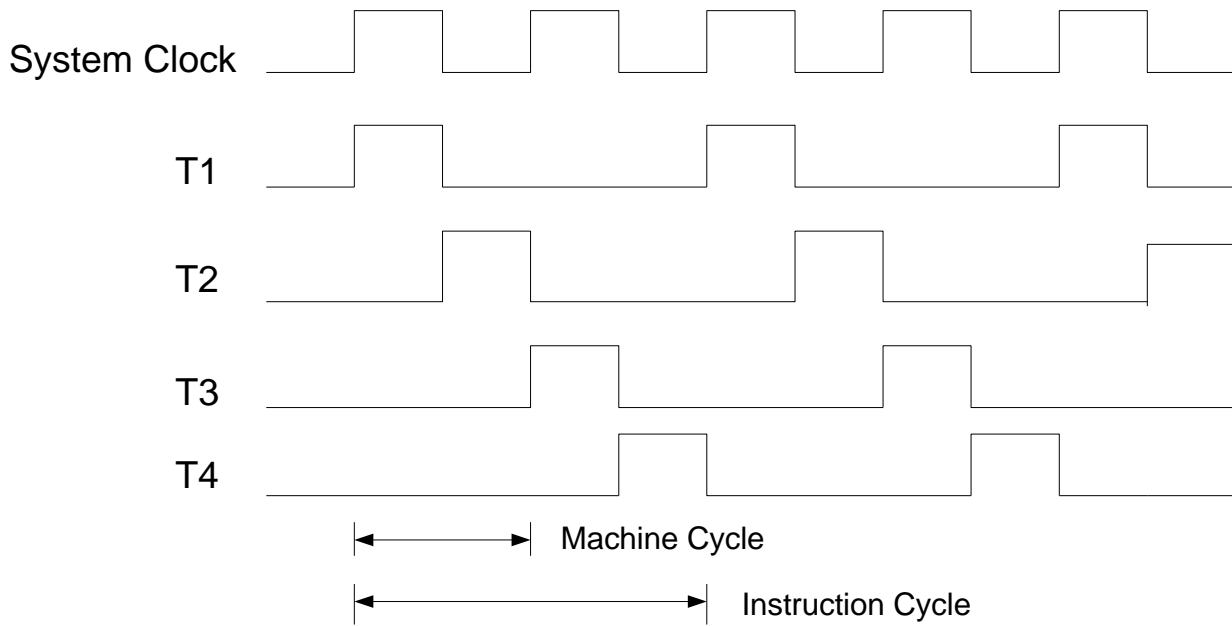 System Clock
T1
T2
T3
T4
Machine Cycle
Instruction Cycle